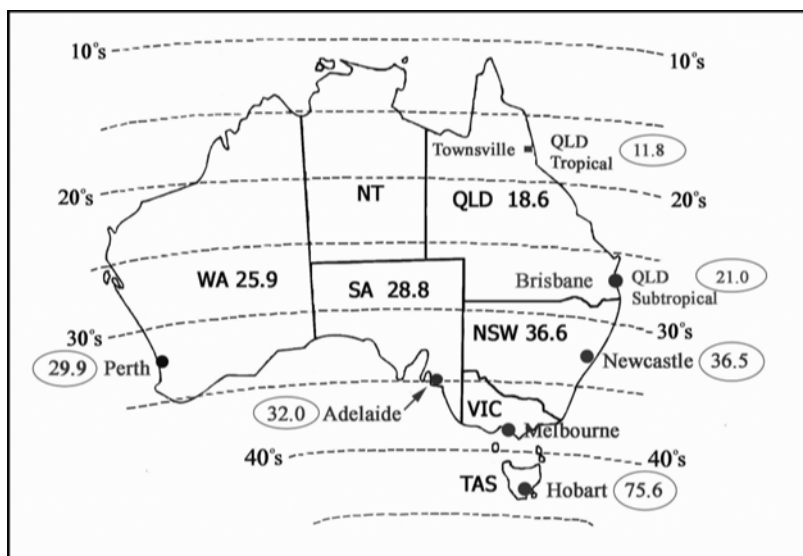 10°s
10°s
Townsville
QLD
Tropical
11.8
20°s
NT
QLD 18.6
20°s
WA 25.9
SA 28.8
Brisbane
QLD
Subtropical
21.0
30°s
NSW 36.6
30°s
29.9 Perth
Newcastle 36.5
32.0 Adelaide
VIC
Melbourne
40°s
40°s
TAS
Hobart 75.6